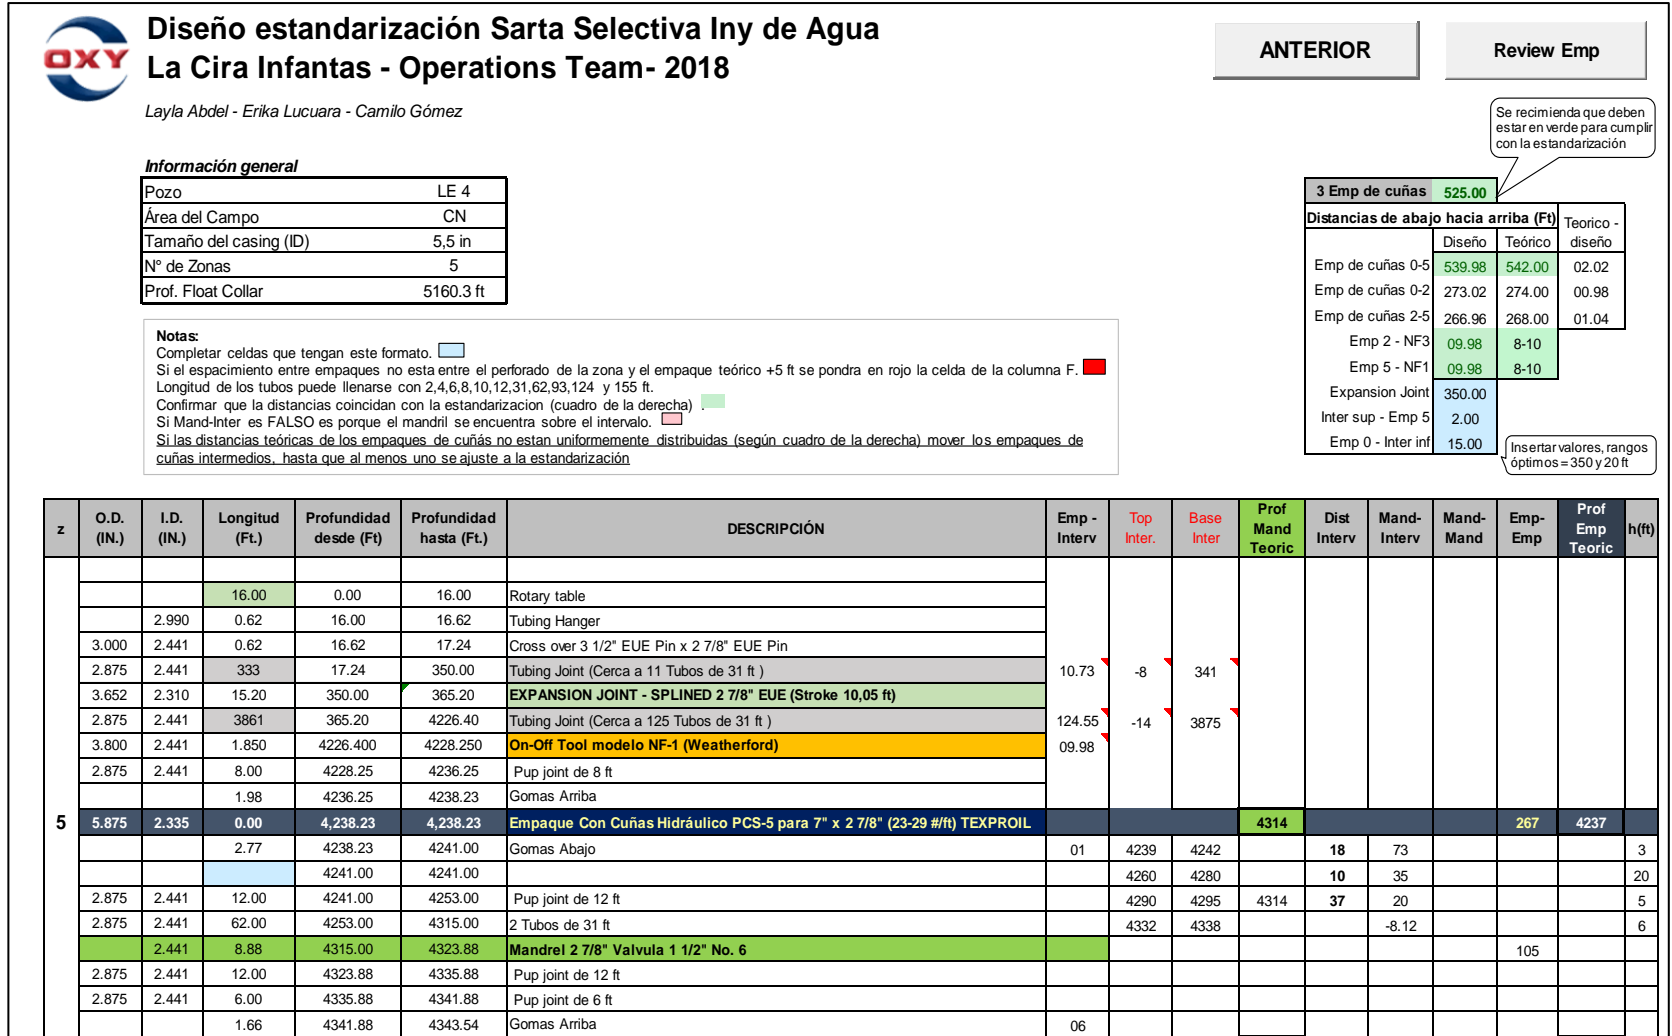 OXY
Diseño estandarización Sarta Selectiva Iny de Agua
La Cira Infantas - Operations Team- 2018
Layla Abdel - Erika Lucuara - Camilo Gómez
ANTERIOR
Review Emp
Se recimienda que deben
estar en verde para cumplir
con la estandarización
Información general
Pozo LE 4
Área del Campo CN
Tamaño del casing (ID) 5,5 in
N° de Zonas 5
Prof. Float Collar 5160.3 ft
3 Emp de cuñas 525.00
Distancias de abajo hacia arriba (Ft) Teorico - diseño
Diseño Teórico
Emp de cuñas 0-5 539.98 542.00 02.02
Emp de cuñas 0-2 273.02 274.00 00.98
Emp de cuñas 2-5 266.96 268.00 01.04
Emp 2 - NF3 09.98 8-10
Emp 5 - NF1 09.98 8-10
Expansion Joint 350.00
Inter sup - Emp 5 2.00
Emp 0 - Inter inf 15.00
Insertar valores, rangos
óptimos = 350 y 20 ft
Notas:
Completar celdas que tengan este formato.
Si el espacimiento entre empaques no esta entre el perforado de la zona y el empaque teórico +5 ft se pondra en rojo la celda de la columna F.
Longitud de los tubos puede llenarse con 2,4,6,8,10,12,31,62,93,124 y 155 ft.
Confirmar que la distancias coincidan con la estandarizacion (cuadro de la derecha) .
Si Mand-Inter es FALSO es porque el mandril se encuentra sobre el intervalo.
Si las distancias teóricas de los empaques de cuñás no estan uniformemente distribuidas (según cuadro de la derecha) mover los empaques de
cuñas intermedios, hasta que al menos uno se ajuste a la estandarización
z O.D. (IN.) I.D. (IN.) Longitud (Ft.) Profundidad desde (Ft) Profundidad hasta (Ft.) DESCRIPCIÓN Emp - Interv Top Inter. Base Inter Prof Mand Teoric Dist Interv Mand- Interv Mand- Mand Emp- Emp Prof Emp Teoric h(ft)
16.00 0.00 16.00 Rotary table
2.990 0.62 16.00 16.62 Tubing Hanger
3.000 2.441 0.62 16.62 17.24 Cross over 3 1/2" EUE Pin x 2 7/8" EUE Pin
2.875 2.441 333 17.24 350.00 Tubing Joint (Cerca a 11 Tubos de 31 ft ) 10.73 -8 341
3.652 2.310 15.20 350.00 365.20 EXPANSION JOINT - SPLINED 2 7/8" EUE (Stroke 10,05 ft)
2.875 2.441 3861 365.20 4226.40 Tubing Joint (Cerca a 125 Tubos de 31 ft ) 124.55 -14 3875
3.800 2.441 1.850 4226.400 4228.250 On-Off Tool modelo NF-1 (Weatherford) 09.98
2.875 2.441 8.00 4228.25 4236.25 Pup joint de 8 ft
1.98 4236.25 4238.23 Gomas Arriba
5 5.875 2.335 0.00 4,238.23 4,238.23 Empaque Con Cuñas Hidráulico PCS-5 para 7" x 2 7/8" (23-29 #/ft) TEXPROIL 4314 267 4237
2.77 4238.23 4241.00 Gomas Abajo 01 4239 4242 18 73 3
4241.00 4241.00 4260 4280 10 35 20
2.875 2.441 12.00 4241.00 4253.00 Pup joint de 12 ft 4290 4295 4314 37 20 5
2.875 2.441 62.00 4253.00 4315.00 2 Tubos de 31 ft 4332 4338 -8.12 6
2.441 8.88 4315.00 4323.88 Mandrel 2 7/8" Valvula 1 1/2" No. 6 105
2.875 2.441 12.00 4323.88 4335.88 Pup joint de 12 ft
2.875 2.441 6.00 4335.88 4341.88 Pup joint de 6 ft
1.66 4341.88 4343.54 Gomas Arriba 06